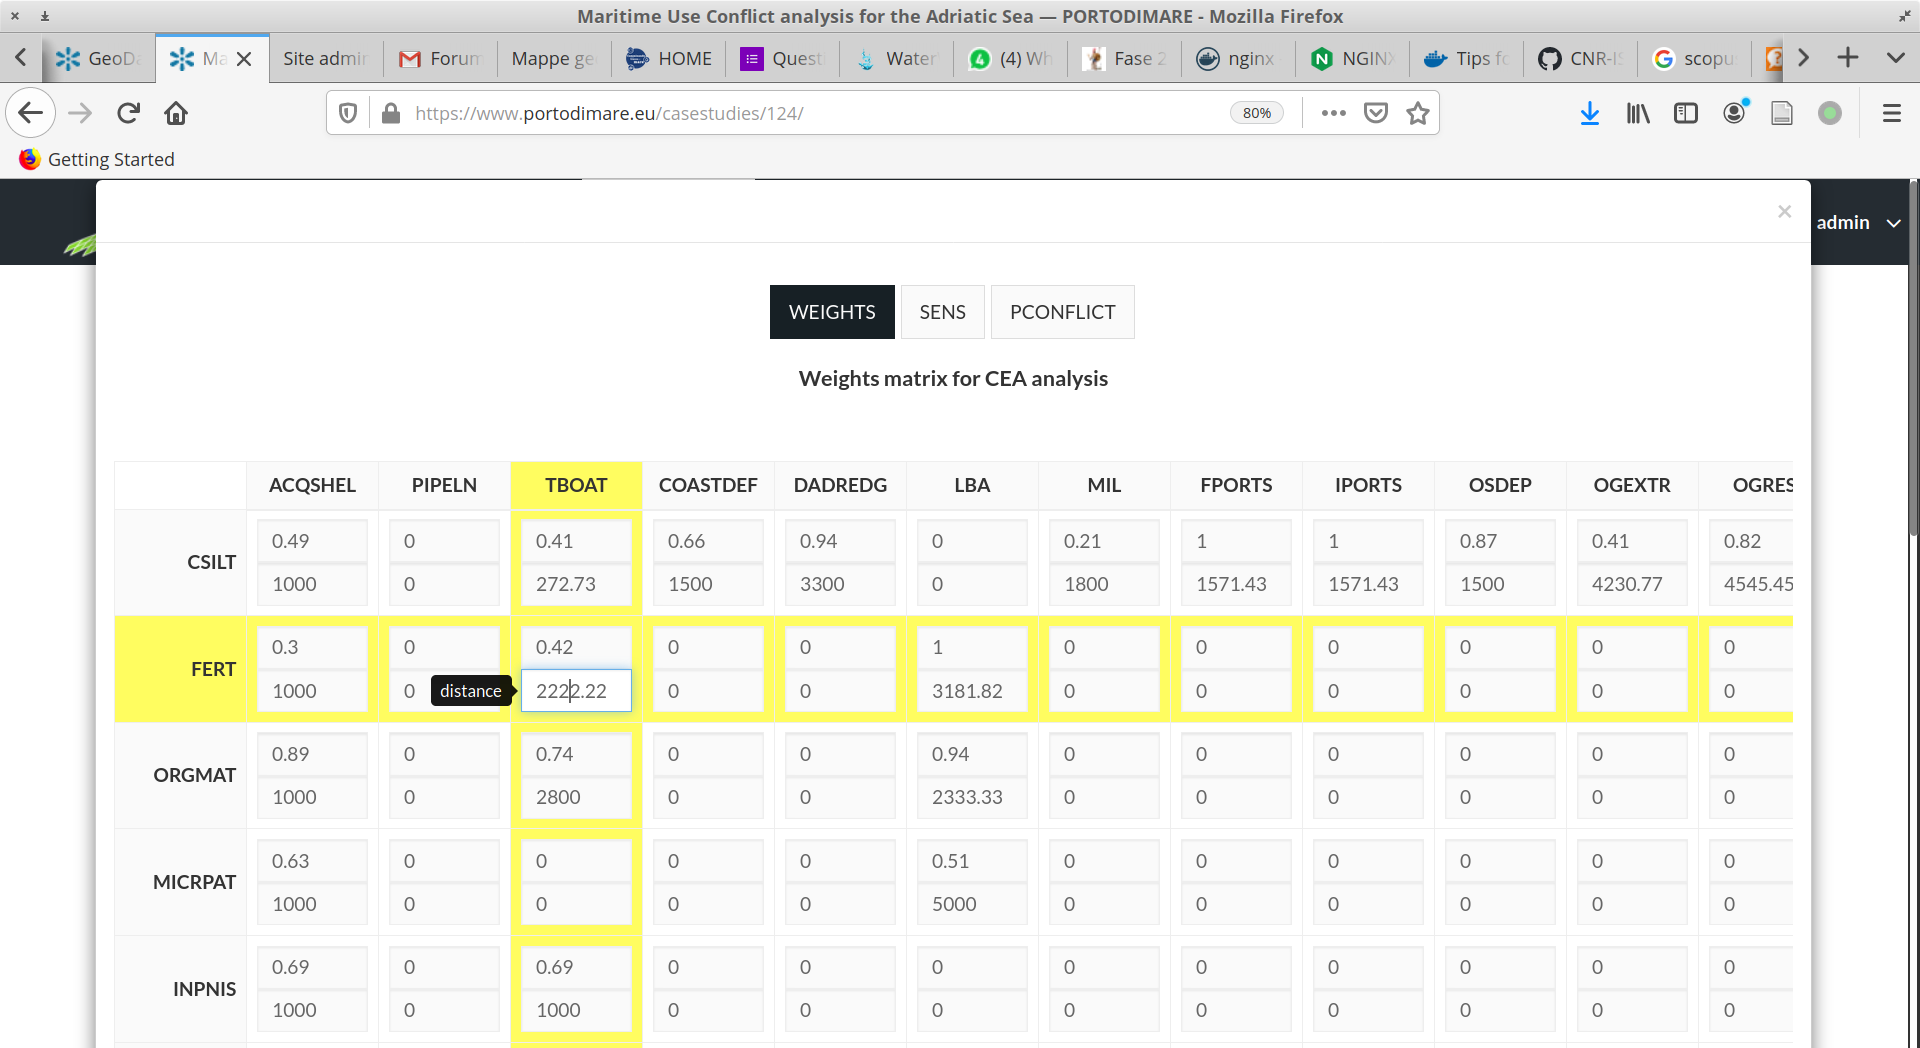 Maritime Use Conflict analysis for the Adriatic Sea — PORTODIMARE - Mozilla Firefox
GeoD Ma Site admin Forum Mappe ge HOME Quest Water (4) Wh Fase 2 nginx NGINX Tips fo CNR-IS scopu
https://www.portodimare.eu/casestudies/124/ 80%
Getting Started
admin
×
WEIGHTS SENS PCONFLICT
Weights matrix for CEA analysis
ACQSHEL PIPELN TBOAT COASTDEF DADREDG LBA MIL FPORTS IPORTS OSDEP OGEXTR OGRES
CSILT
0.49 0 0.41 0.66 0.94 0 0.21 1 1 0.87 0.41 0.82
1000 0 272.73 1500 3300 0 1800 1571.43 1571.43 1500 4230.77 4545.45
FERT
0.3 0 0.42 0 0 1 0 0 0 0 0 0
1000 0 distance 2222.22 0 0 3181.82 0 0 0 0 0 0
ORGMAT
0.89 0 0.74 0 0 0.94 0 0 0 0 0 0
1000 0 2800 0 0 2333.33 0 0 0 0 0 0
MICRPAT
0.63 0 0 0 0 0.51 0 0 0 0 0 0
1000 0 0 0 0 5000 0 0 0 0 0 0
INPNIS
0.69 0 0.69 0 0 0 0 0 0 0 0 0
1000 0 1000 0 0 0 0 0 0 0 0 0